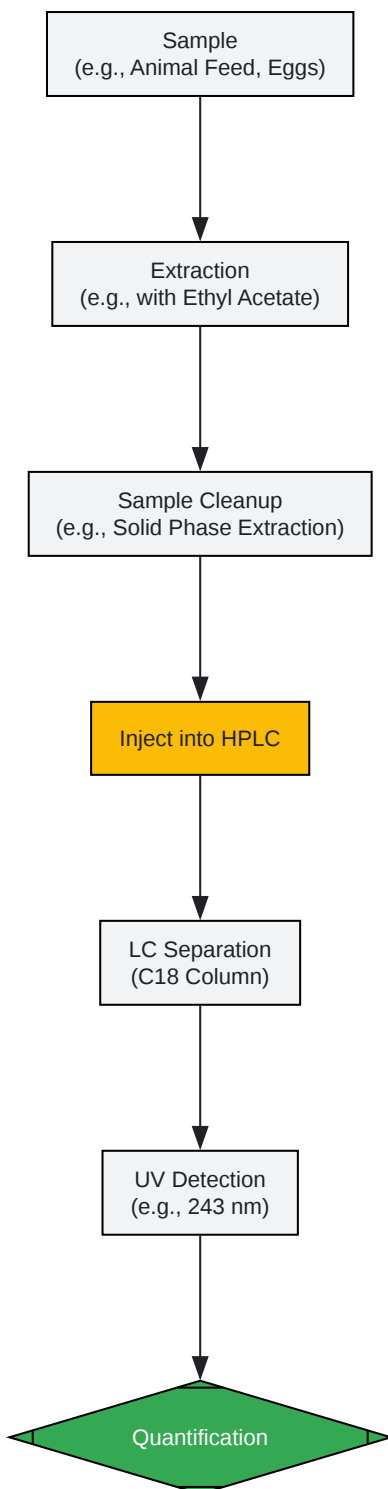 Sample
(e.g., Animal Feed, Eggs)
Extraction
(e.g., with Ethyl Acetate)
Sample Cleanup
(e.g., Solid Phase Extraction)
Inject into HPLC
LC Separation
(C18 Column)
UV Detection
(e.g., 243 nm)
Quantification